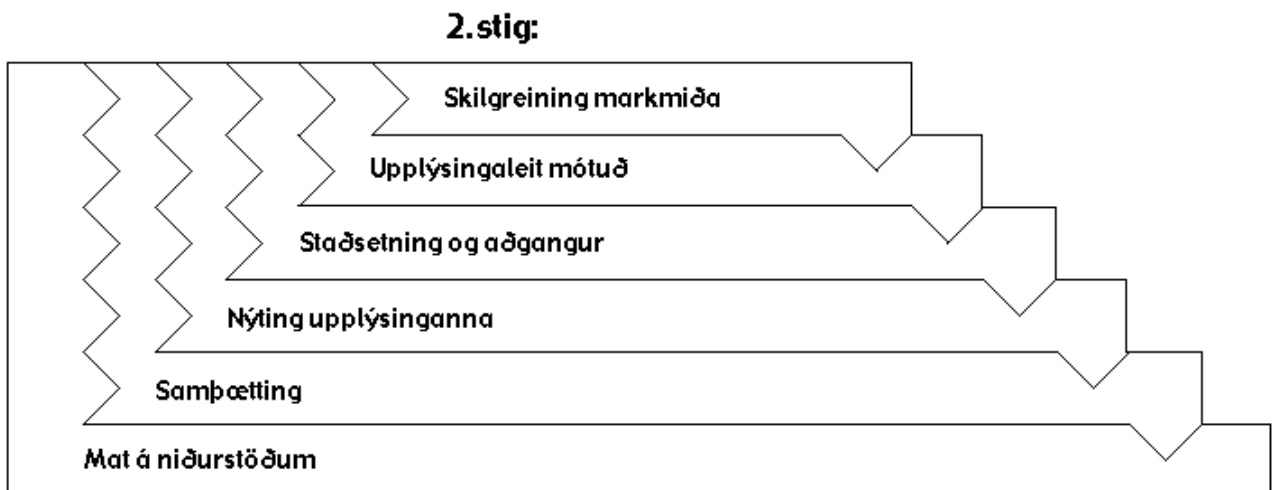 2.stig:
Skilgreining markmiða
Upplýsingaleit mótuð
Staðsetning og aðgangur
Nýting upplýsinganna
Samþætting
Mat á niðurstöðum